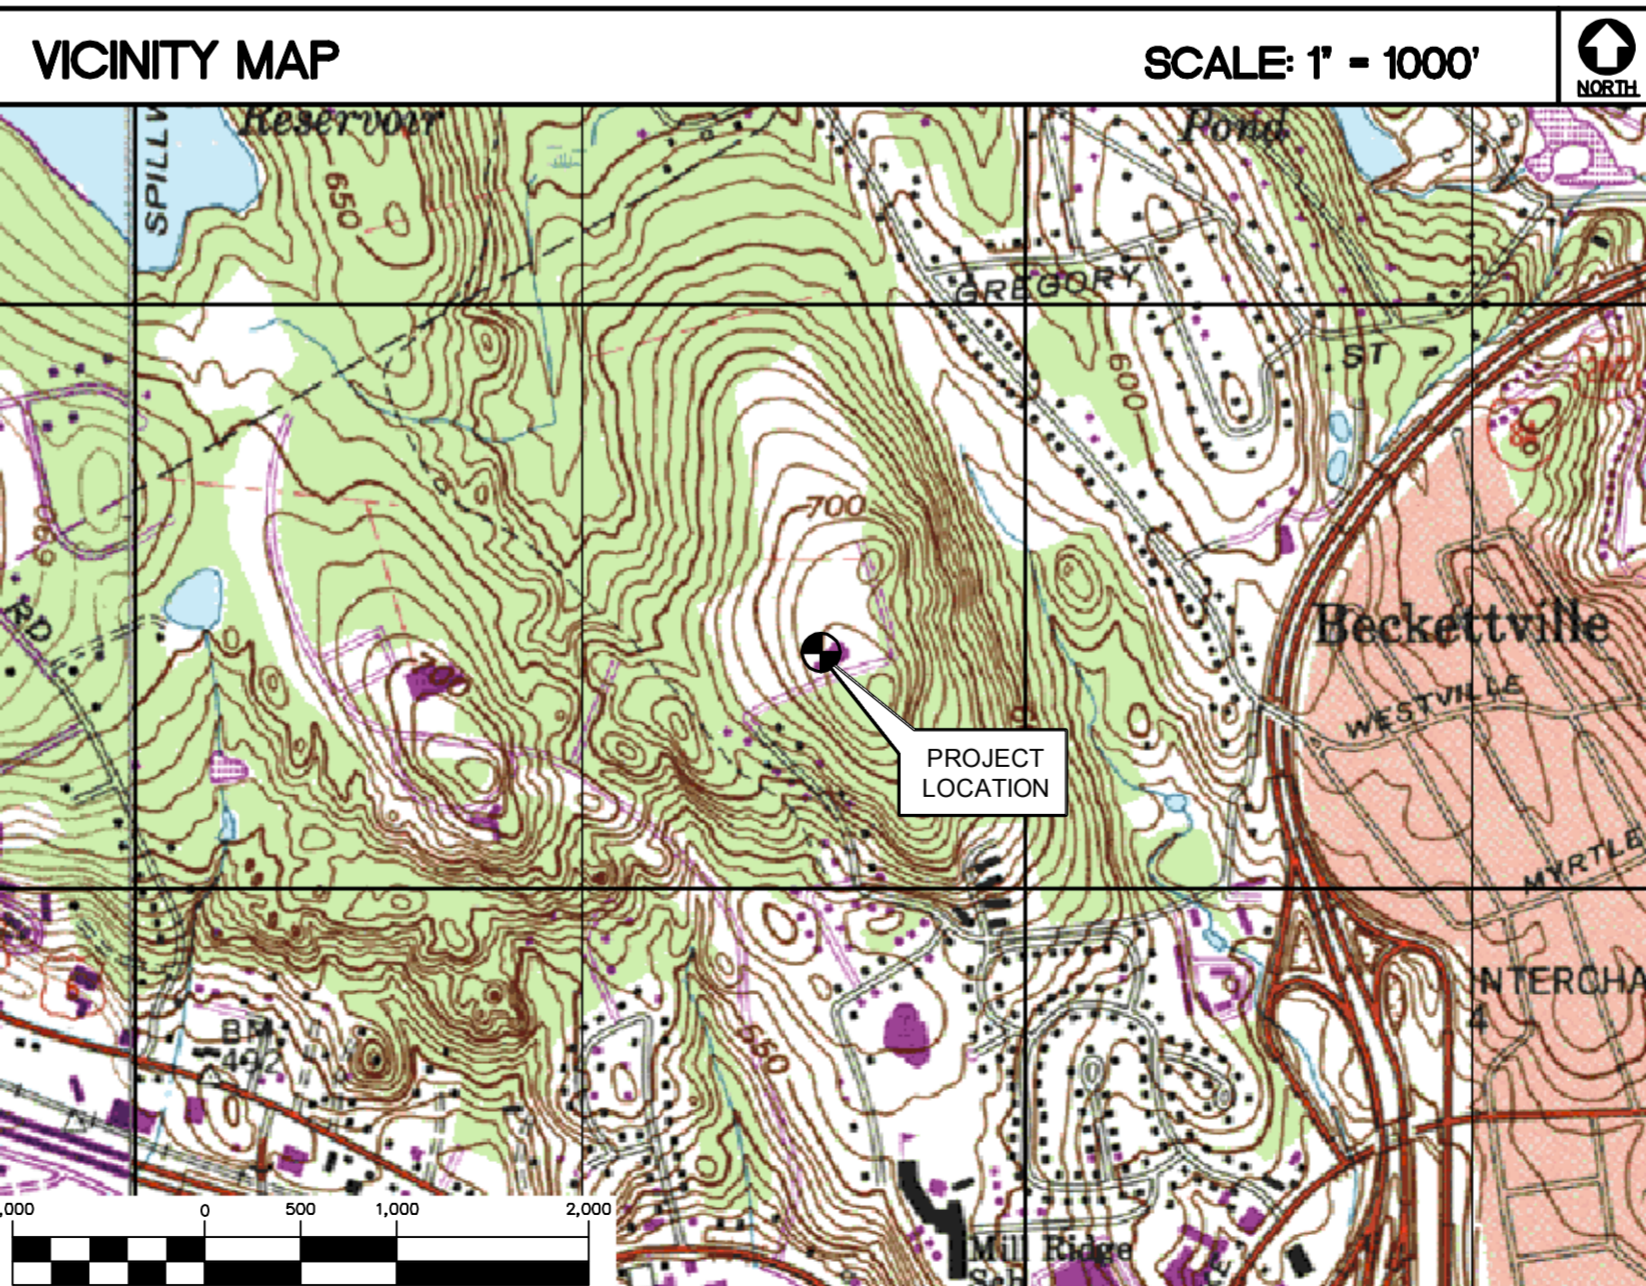 VICINITY MAP
SCALE: 1" = 1000'
NORTH
Reservoir
SPILLW
650
Pond
GREGORY
ST
600
700
RD
Beckettville
WESTVILLE
PROJECT
LOCATION
MYRTLE
NTERCHA
4
BM
492
650
,000
0
500
1,000
2,000
Mill Ridge
Sch